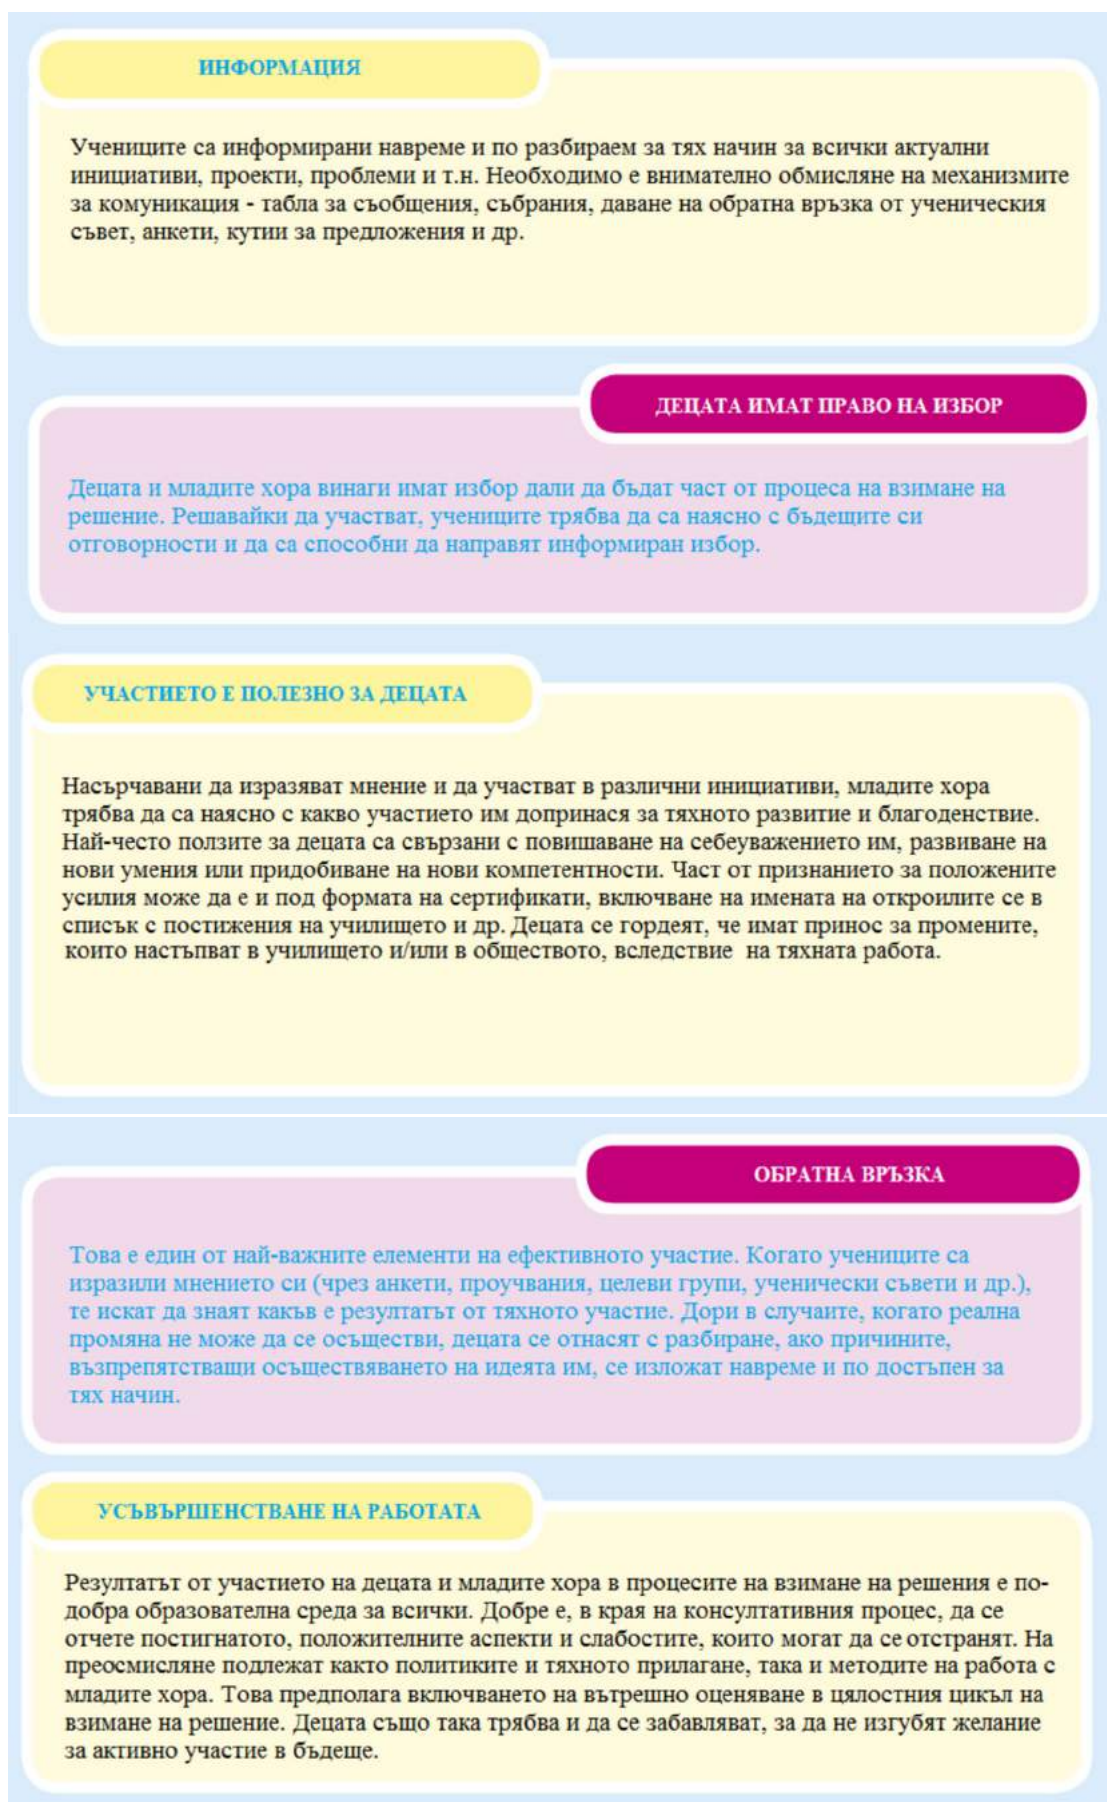 ИНФОРМАЦИЯ
Учениците са информирани навреме и по разбираем за тях начин за всички актуални
инициативи, проекти, проблеми и т.н. Необходимо е внимателно обмисляне на механизмите
за комуникация - табла за съобщения, събрания, даване на обратна връзка от ученическия
съвет, анкети, кутии за предложения и др.
ДЕЦАТА ИМАТ ПРАВО НА ИЗБОР
Децата и младите хора винаги имат избор дали да бъдат част от процеса на взимане на
решение. Решавайки да участват, учениците трябва да са наясно с бъдещите си
отговорности и да са способни да направят информиран избор.
УЧАСТИЕТО Е ПОЛЕЗНО ЗА ДЕЦАТА
Насърчавани да изразяват мнение и да участват в различни инициативи, младите хора
трябва да са наясно с какво участието им допринася за тяхното развитие и благоденствие.
Най-често ползите за децата са свързани с повишаване на себеуважението им, развиване на
нови умения или придобиване на нови компетентности. Част от признанието за положените
усилия може да е и под формата на сертификати, включване на имената на откроилите се в
списък с постижения на училището и др. Децата се гордеят, че имат принос за промените,
които настъпват в училището и/или в обществото, вследствие на тяхната работа.
ОБРАТНА ВРЪЗКА
Това е един от най-важните елементи на ефективното участие. Когато учениците са
изразили мнението си (чрез анкети, проучвания, целеви групи, ученически съвети и др.),
те искат да знаят какъв е резултатът от тяхното участие. Дори в случаите, когато реална
промяна не може да се осъществи, децата се отнасят с разбиране, ако причините,
възпрепятстващи осъществяването на идеята им, се изложат навреме и по достъпен за
тях начин.
УСЪВЪРШЕНСТВАНЕ НА РАБОТАТА
Резултатът от участието на децата и младите хора в процесите на взимане на решения е по-
добра образователна среда за всички. Добре е, в края на консултативния процес, да се
отчете постигнатото, положителните аспекти и слабостите, които могат да се отстранят. На
преосмисляне подлежат както политиките и тяхното прилагане, така и методите на работа с
младите хора. Това предполага включването на вътрешно оценяване в цялостния цикъл на
взимане на решение. Децата също така трябва и да се забавляват, за да не изгубят желание
за активно участие в бъдеще.